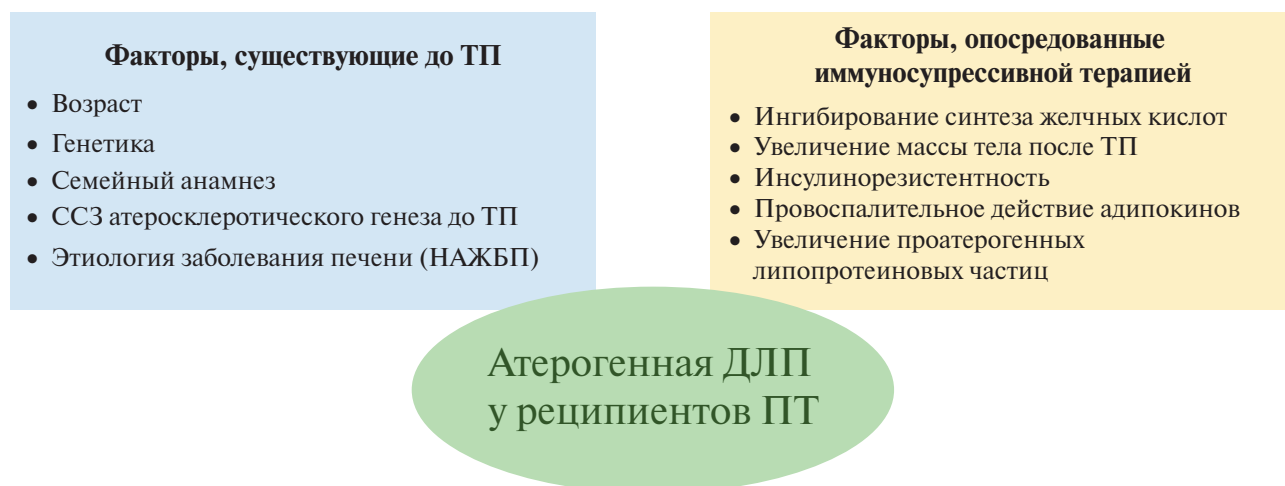 Факторы, существующие до ТП
• Возраст
• Генетика
• Семейный анамнез
• ССЗ атеросклеротического генеза до ТП
• Этиология заболевания печени (НАЖБП)
Факторы, опосредованные
иммуносупрессивной терапией
• Ингибирование синтеза желчных кислот
• Увеличение массы тела после ТП
• Инсулинорезистентность
• Провоспалительное действие адипокинов
• Увеличение проатерогенных
липопротеиновых частиц
Атерогенная ДЛП
у реципиентов ПТ